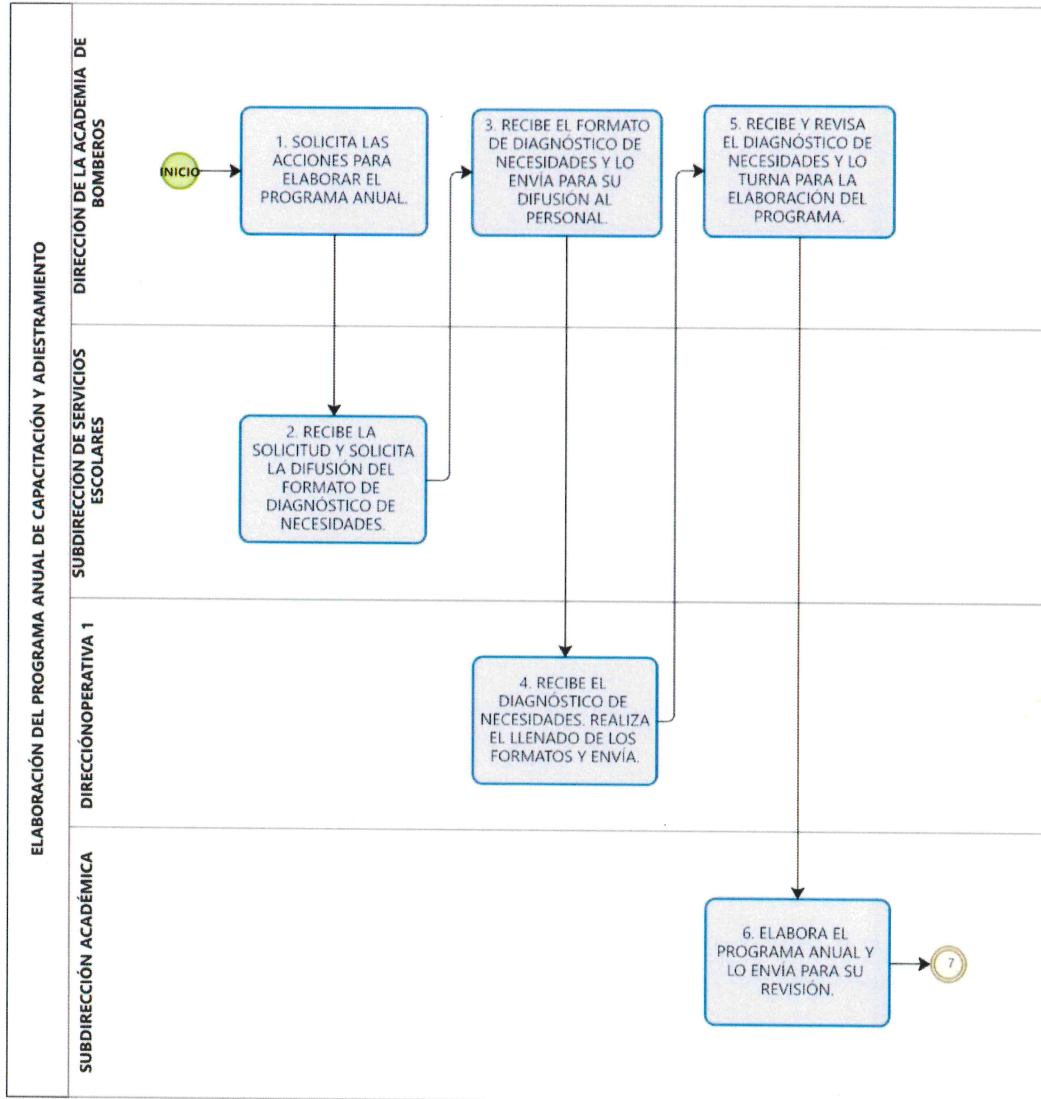 ELABORACIÓN DEL PROGRAMA ANUAL DE CAPACITACIÓN Y ADIESTRAMIENTO
DIRECCIÓN DE LA ACADEMIA DE
BOMBEROS
INICIO
1. SOLICITA LAS
ACCIONES PARA
ELABORAR EL
PROGRAMA ANUAL.
3. RECIBE EL FORMATO
DE DIAGNÓSTICO DE
NECESIDADES Y LO
ENVÍA PARA SU
DIFUSIÓN AL
PERSONAL.
5. RECIBE Y REVISA
EL DIAGNÓSTICO DE
NECESIDADES Y LO
TURNA PARA LA
ELABORACIÓN DEL
PROGRAMA.
SUBDIRECCIÓN DE SERVICIOS
ESCOLARES
2. RECIBE LA
SOLICITUD Y SOLICITA
LA DIFUSIÓN DEL
FORMATO DE
DIAGNÓSTICO DE
NECESIDADES.
DIRECCIÓNOPERATIVA 1
4. RECIBE EL
DIAGNÓSTICO DE
NECESIDADES. REALIZA
EL LLENADO DE LOS
FORMATOS Y ENVÍA.
SUBDIRECCIÓN ACADÉMICA
6. ELABORA EL
PROGRAMA ANUAL Y
LO ENVÍA PARA SU
REVISIÓN.
7